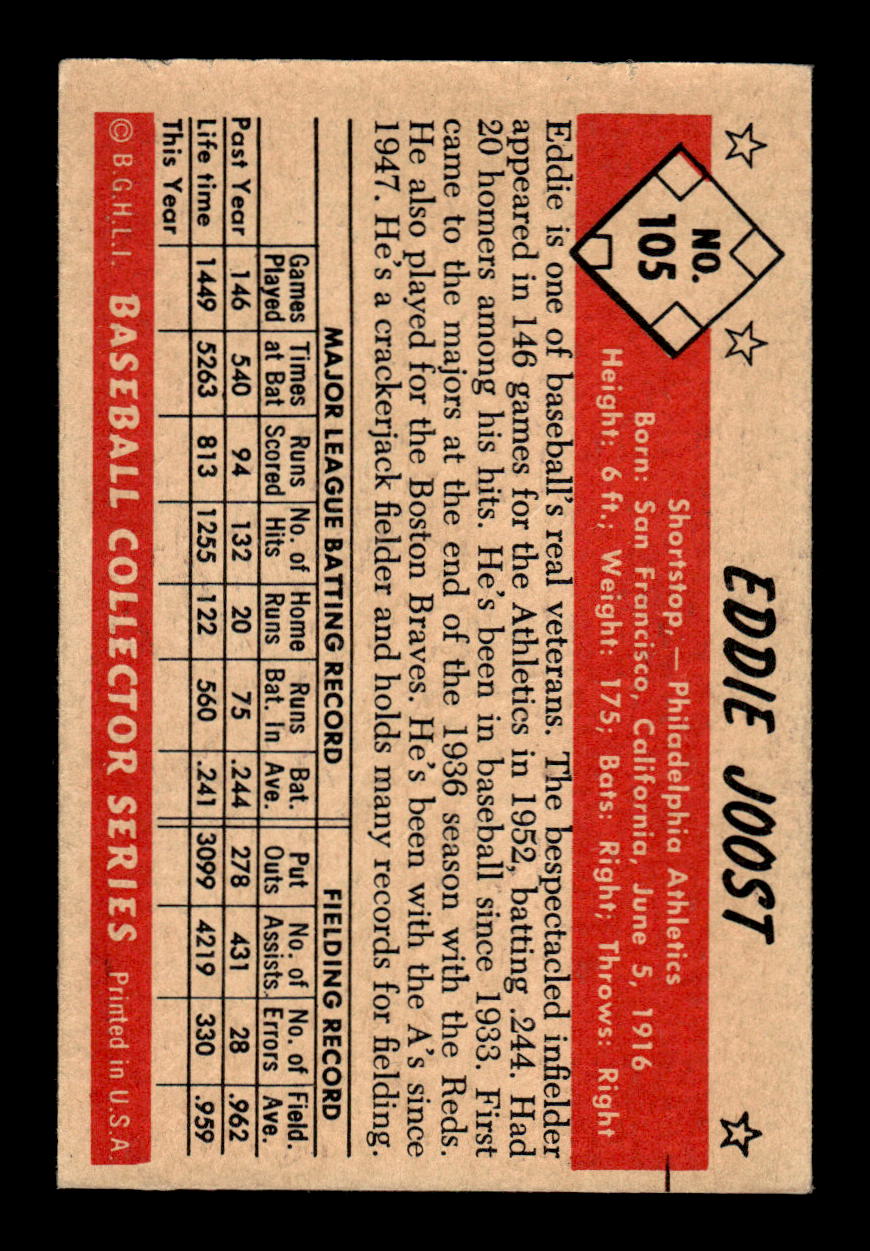 EDDIE JOOST
NO.
105
Shortstop, — Philadelphia Athletics
Born: San Francisco, California, June 5, 1916
Height: 6 ft.; Weight: 175; Bats: Right; Throws: Right
Eddie is one of baseball's real veterans. The bespectacled infielder
appeared in 146 games for the Athletics in 1952, batting .244. Had
20 homers among his hits. He's been in baseball since 1933. First
came to the majors at the end of the 1936 season with the Reds.
He also played for the Boston Braves. He's been with the A's since
1947. He's a crackerjack fielder and holds many records for fielding.
MAJOR LEAGUE BATTING RECORD FIELDING RECORD
Games Times Runs No. of Home Runs Bat. Put No. of No. of Field.
Played at Bat Scored Hits Runs Bat. In Ave. Outs Assists. Errors Ave.
Past Year 146 540 94 132 20 75 .244 278 431 28 .962
Life time 1449 5263 813 1255 122 560 .241 3099 4219 330 .959
This Year
© B.G.H.L.I. BASEBALL COLLECTOR SERIES Printed in U.S.A.